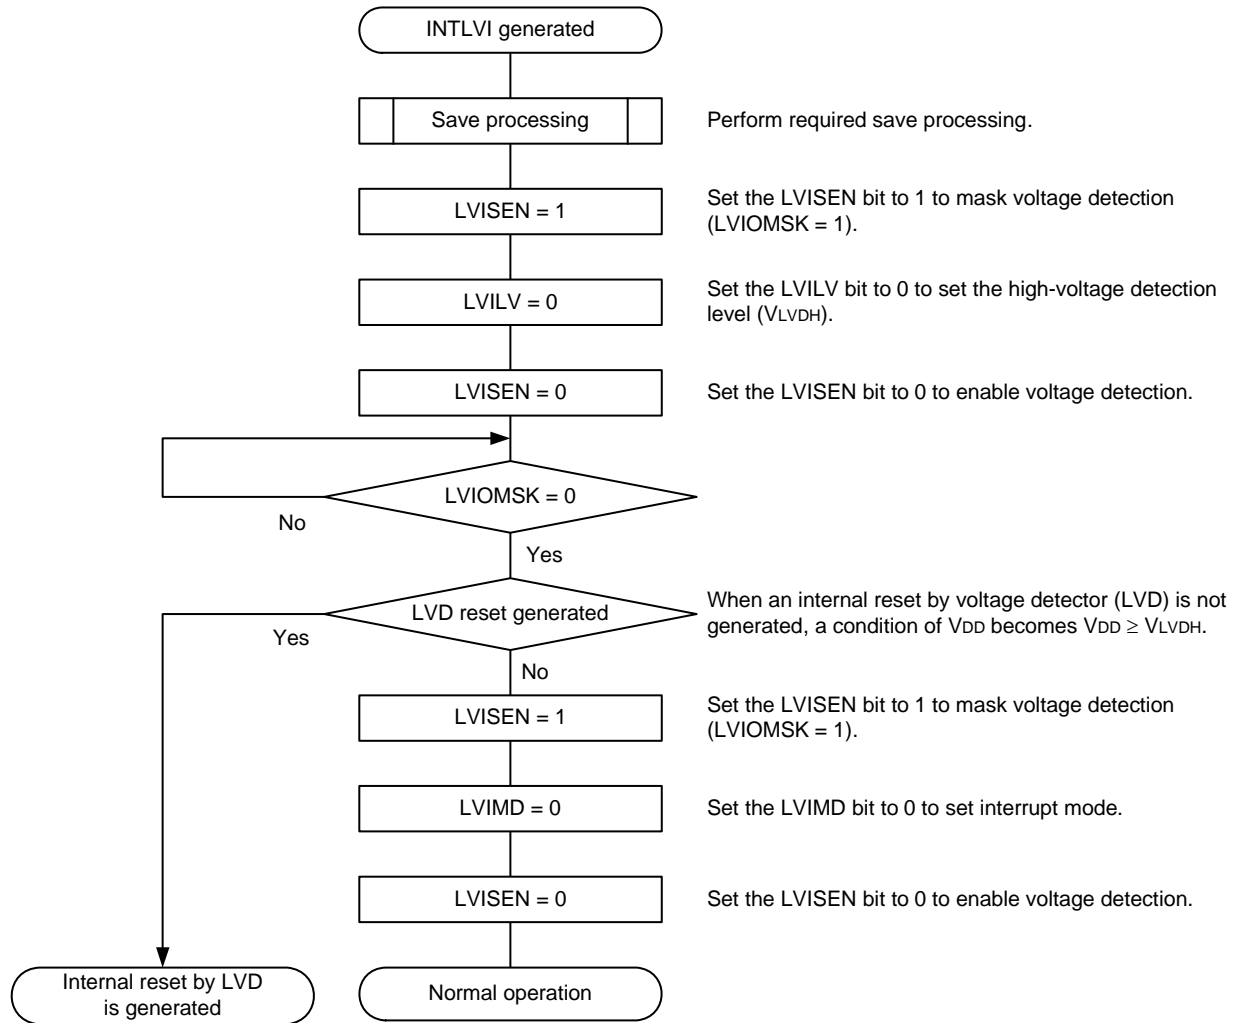 INTLVI generated
Save processing
Perform required save processing.
LVISEN = 1
Set the LVISEN bit to 1 to mask voltage detection
(LVIOMSK = 1).
LVILV = 0
Set the LVILV bit to 0 to set the high-voltage detection
level (VLVDH).
LVISEN = 0
Set the LVISEN bit to 0 to enable voltage detection.
LVIOMSK = 0
No
Yes
LVD reset generated
When an internal reset by voltage detector (LVD) is not
generated, a condition of VDD becomes VDD ≥ VLVDH.
Yes
No
LVISEN = 1
Set the LVISEN bit to 1 to mask voltage detection
(LVIOMSK = 1).
LVIMD = 0
Set the LVIMD bit to 0 to set interrupt mode.
LVISEN = 0
Set the LVISEN bit to 0 to enable voltage detection.
Internal reset by LVD
is generated
Normal operation